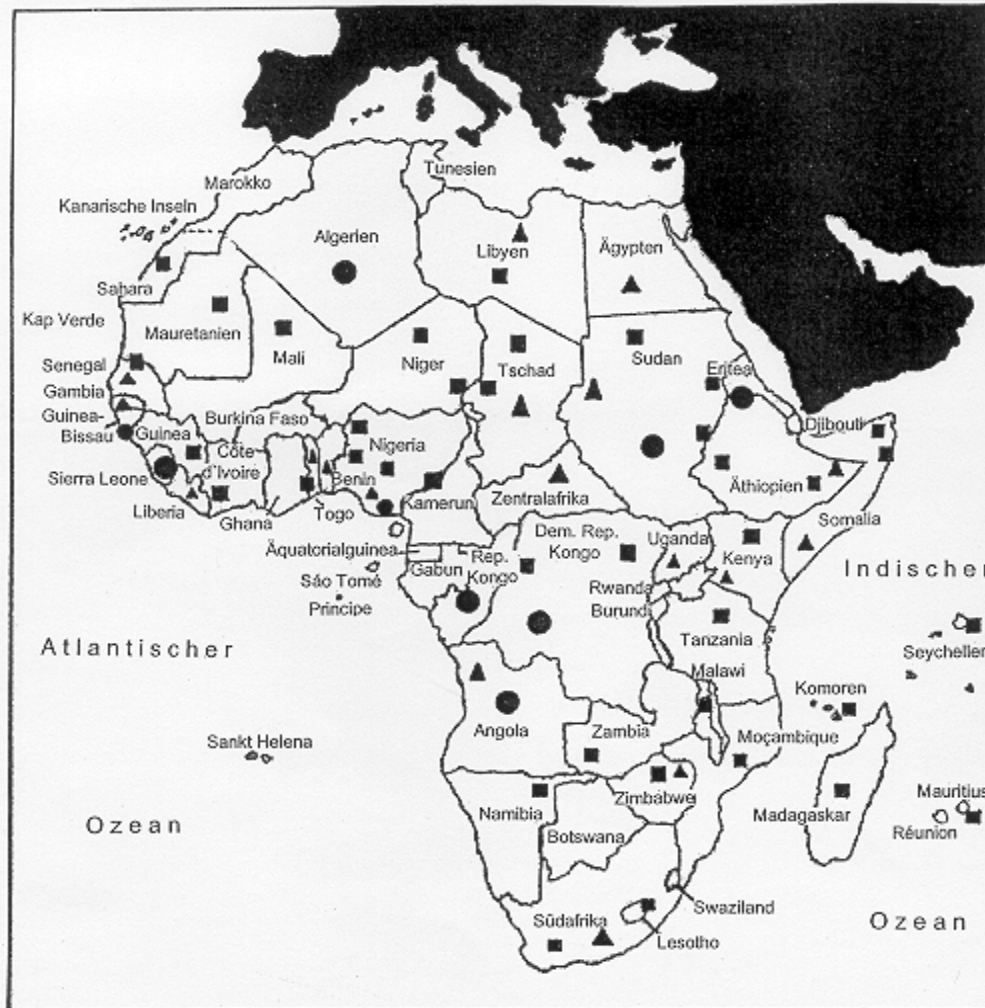 Tunesien
Marokko
Kanarische Inseln
Algerien
Libyen
Ägypten
Sahara
Kap Verde
Mauretanien
Mali
Niger
Tschad
Sudan
Eritea
Senegal
Gambia
Guinea-
Bissau
Guinea
Burkina Faso
Djibouti
Côte
d'Ivoire
Nigeria
Sierra Leone
Benin
Kamerun
Zentralafrika
Äthiopien
Liberia
Ghana
Togo
Somalia
Äquatorialguinea
Dem. Rep.
Kongo
Uganda
Kenya
Gabun
Rep.
Kongo
Indischer
São Tomé
Principe
Rwanda
Burundi
Tanzania
Atlantischer
Seychellen
Malawi
Komoren
Angola
Zambia
Moçambique
Sankt Helena
Namibia
Zimbabwe
Madagaskar
Mauritius
Réunion
Ozean
Botswana
Swaziland
Südafrika
Lesotho
Ozean